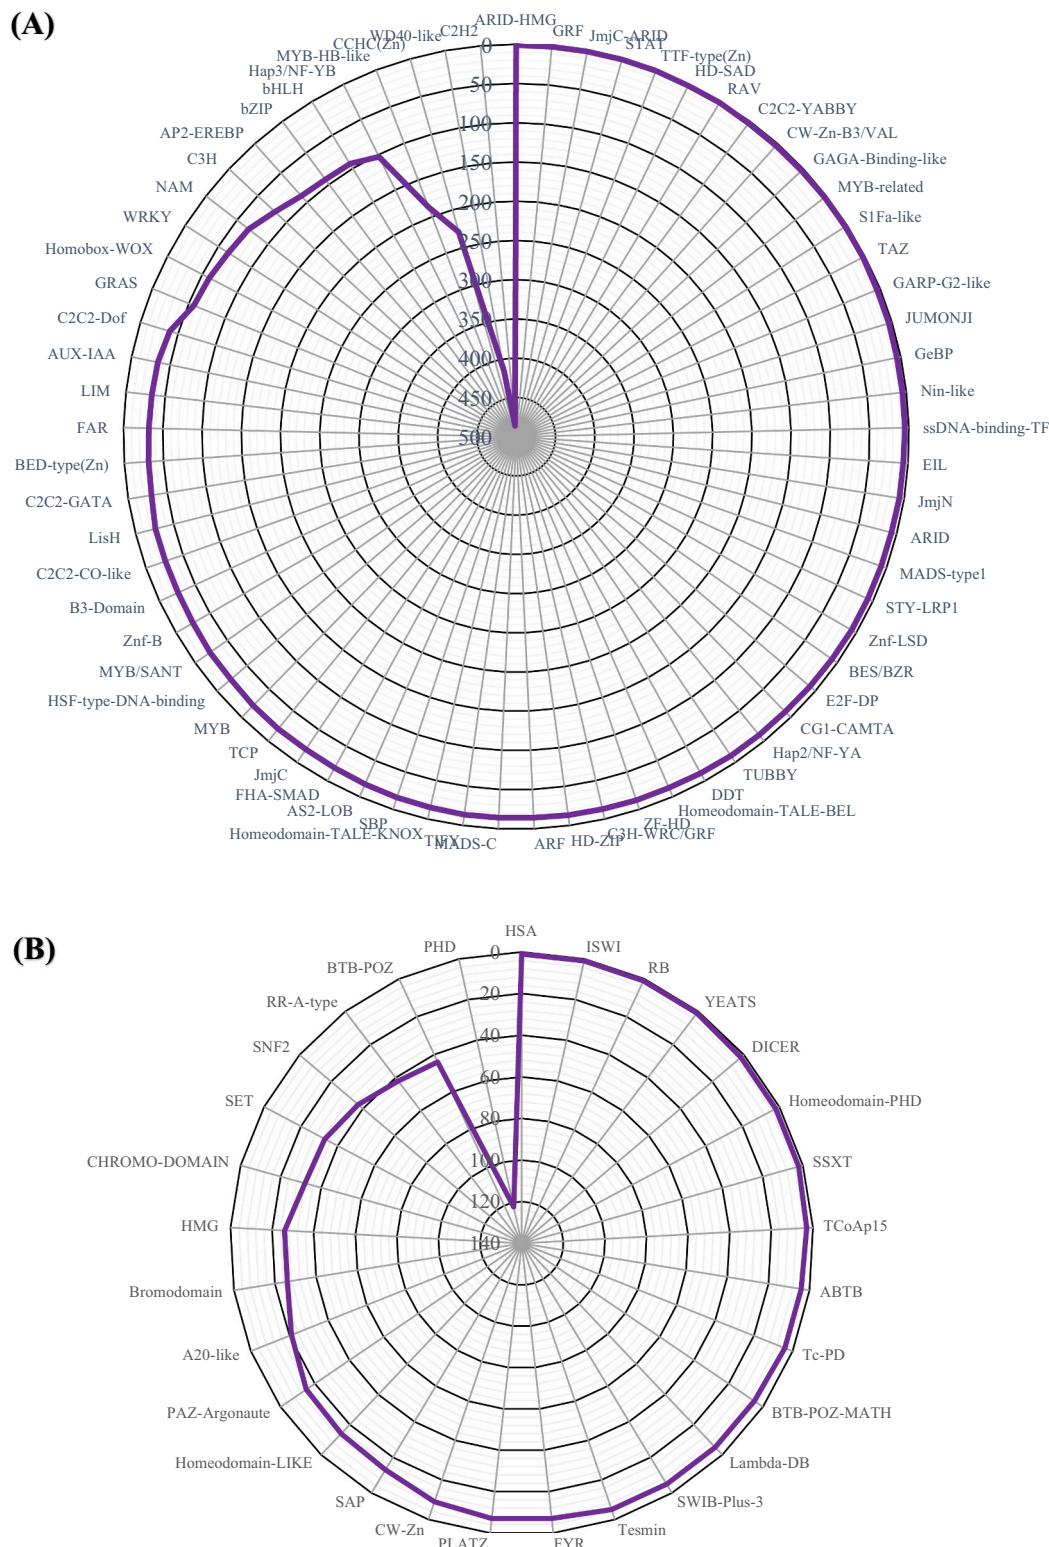 (A)
ARID-HMG
GRF
JmjC-ARID
STAT
TTF-type(Zn)
HD-SAD
RAV
C2C2-YABBY
CW-Zn-B3/VAL
GAGA-Binding-like
MYB-related
S1Fa-like
TAZ
GARP-G2-like
JUMONJI
GeBP
Nin-like
ssDNA-binding-TF
EIL
JmjN
ARID
MADS-type1
STY-LRP1
Znf-LSD
BES/BZR
E2F-DP
CG1-CAMTA
Hap2/NF-YA
TUBBY
DDT
Homeodomain-TALE-BEL
ZF-HD
C3H-WRC/GRF
HD-ZIP
ARF
MADS-C
TIFY
SBP
Homeodomain-TALE-KNOX
AS2-LOB
FHA-SMAD
JmjC
TCP
MYB
HSF-type-DNA-binding
MYB/SANT
Znf-B
B3-Domain
C2C2-CO-like
LisH
C2C2-GATA
BED-type(Zn)
FAR
LIM
AUX-IAA
C2C2-Dof
GRAS
Homobox-WOX
WRKY
NAM
C3H
AP2-EREBP
bZIP
bHLH
Hap3/NF-YB
MYB-HB-like
CCHC(Zn)
WD40-like
C2H2
0
50
100
150
200
250
300
350
400
450
500
(B)
HSA
ISWI
RB
YEATS
DICER
Homeodomain-PHD
SSXT
TCoAp15
ABTB
Tc-PD
BTB-POZ-MATH
Lambda-DB
SWIB-Plus-3
Tesmin
FYR
PLATZ
CW-Zn
SAP
Homeodomain-LIKE
PAZ-Argonaute
A20-like
Bromodomain
HMG
CHROMO-DOMAIN
SET
SNF2
RR-A-type
BTB-POZ
PHD
0
20
40
60
80
100
120
140